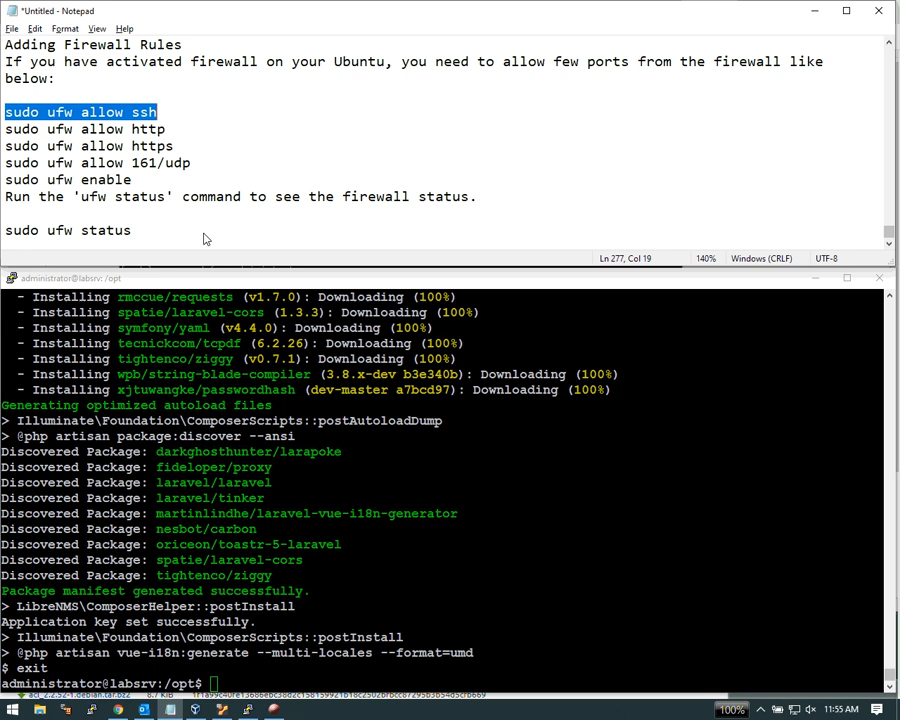 *Untitled - Notepad
File Edit Format View Help
Adding Firewall Rules
If you have activated firewall on your Ubuntu, you need to allow few ports from the firewall like
below:
sudo ufw allow ssh
sudo ufw allow http
sudo ufw allow https
sudo ufw allow 161/udp
sudo ufw enable
Run the 'ufw status' command to see the firewall status.
sudo ufw status
Ln 277, Col 19 140% Windows (CRLF) UTF-8
administrator@labsrv: /opt
- Installing rmccue/requests (v1.7.0): Downloading (100%)
- Installing spatie/laravel-cors (1.3.3): Downloading (100%)
- Installing symfony/yaml (v4.4.0): Downloading (100%)
- Installing tecnickcom/tcpdf (6.2.26): Downloading (100%)
- Installing tightenco/ziggy (v0.7.1): Downloading (100%)
- Installing wpb/string-blade-compiler (3.8.x-dev b3e340b): Downloading (100%)
- Installing xjtuwangke/passwordhash (dev-master a7bcd97): Downloading (100%)
Generating optimized autoload files
> Illuminate\Foundation\ComposerScripts::postAutoloadDump
> @php artisan package:discover --ansi
Discovered Package: darkghosthunter/larapoke
Discovered Package: fideloper/proxy
Discovered Package: laravel/laravel
Discovered Package: laravel/tinker
Discovered Package: martinlindhe/laravel-vue-i18n-generator
Discovered Package: nesbot/carbon
Discovered Package: oriceon/toastr-5-laravel
Discovered Package: spatie/laravel-cors
Discovered Package: tightenco/ziggy
Package manifest generated successfully.
> LibreNMS\ComposerHelper::postInstall
Application key set successfully.
> Illuminate\Foundation\ComposerScripts::postInstall
> @php artisan vue-i18n:generate --multi-locales --format=umd
$ exit
administrator@labsrv:/opt$
100% 11:55 AM